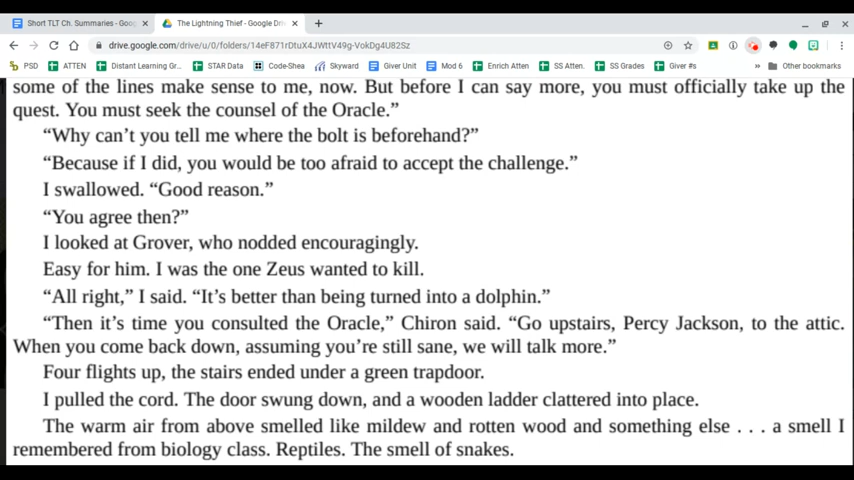 Short TLT Ch. Summaries - Goo
The Lightning Thief - Google Dri
drive.google.com/drive/u/0/folders/14eF871rDtuX4JWttV49g-VokDg4U82Sz
PSD ATTEN Distant Learning Gr... STAR Data Code-Shea Skyward Giver Unit Mod 6 Enrich Atten SS Atten. SS Grades Giver #s » Other bookmarks
some of the lines make sense to me, now. But before I can say more, you must officially take up the
quest. You must seek the counsel of the Oracle.”
“Why can’t you tell me where the bolt is beforehand?”
“Because if I did, you would be too afraid to accept the challenge.”
I swallowed. “Good reason.”
“You agree then?”
I looked at Grover, who nodded encouragingly.
Easy for him. I was the one Zeus wanted to kill.
“All right,” I said. “It’s better than being turned into a dolphin.”
“Then it’s time you consulted the Oracle,” Chiron said. “Go upstairs, Percy Jackson, to the attic.
When you come back down, assuming you’re still sane, we will talk more.”
Four flights up, the stairs ended under a green trapdoor.
I pulled the cord. The door swung down, and a wooden ladder clattered into place.
The warm air from above smelled like mildew and rotten wood and something else . . . a smell I
remembered from biology class. Reptiles. The smell of snakes.